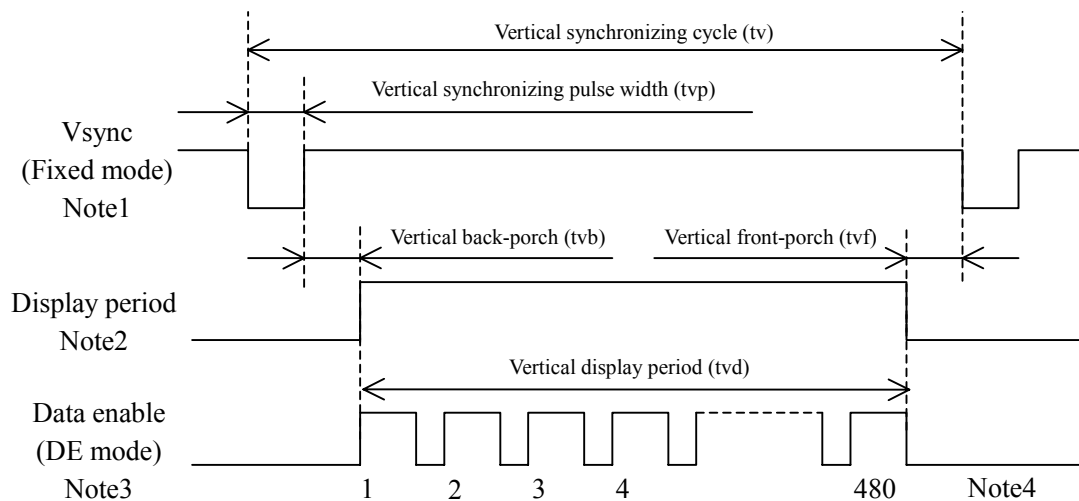 Vertical synchronizing cycle (tv)
Vertical synchronizing pulse width (tvp)
Vsync
(Fixed mode)
Note1
Vertical back-porch (tvb)
Vertical front-porch (tvf)
Display period
Note2
Vertical display period (tvd)
Data enable
(DE mode)
Note3
1 2 3 4 480 Note4